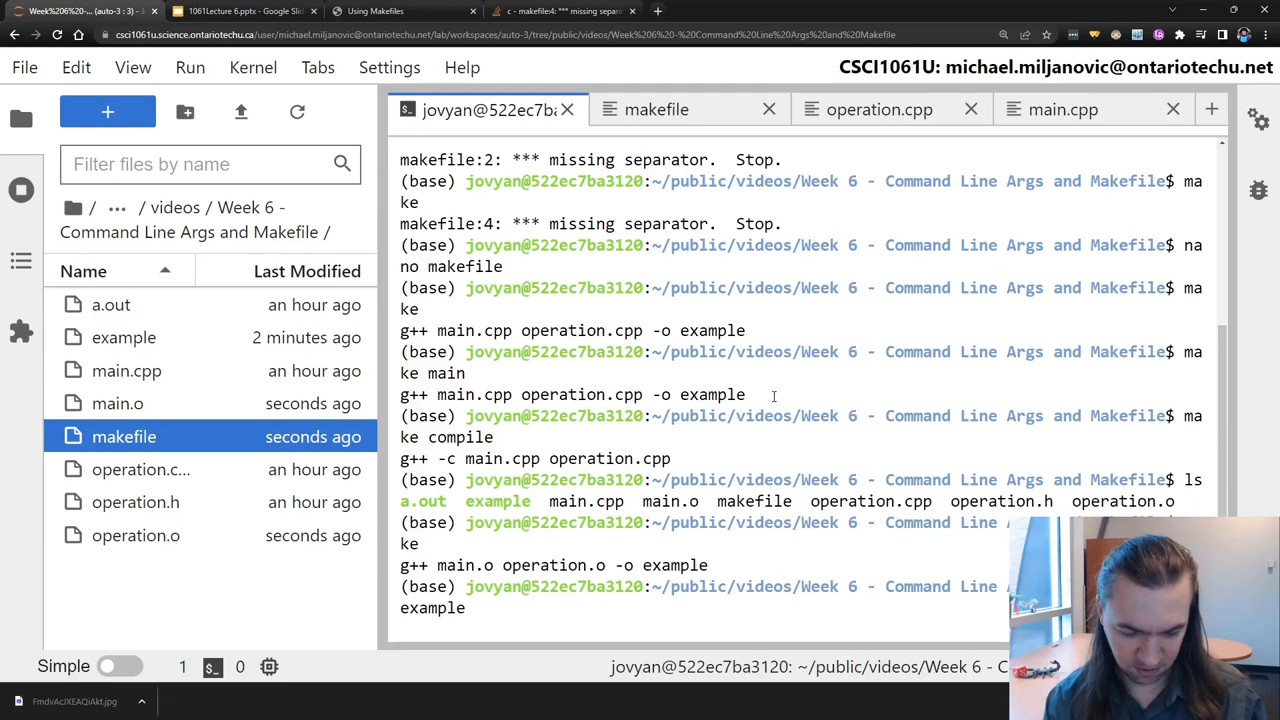 Week%206%20-... (auto-3 : 3) - J
1061Lecture 6.pptx - Google Slid
Using Makefiles
c - makefile:4: *** missing separa
csci1061u.science.ontariotechu.ca/user/michael.miljanovic@ontariotechu.net/lab/workspaces/auto-3/tree/public/videos/Week%206%20-%20Command%20Line%20Args%20and%20Makefile
File Edit View Run Kernel Tabs Settings Help
CSCI1061U: michael.miljanovic@ontariotechu.net
Filter files by name
/ ... / videos / Week 6 -
Command Line Args and Makefile /
Name Last Modified
a.out an hour ago
example 2 minutes ago
main.cpp an hour ago
main.o seconds ago
makefile seconds ago
operation.c... an hour ago
operation.h an hour ago
operation.o seconds ago
jovyan@522ec7ba
makefile
operation.cpp
main.cpp
makefile:2: *** missing separator.  Stop.
(base) jovyan@522ec7ba3120:~/public/videos/Week 6 - Command Line Args and Makefile$ ma
ke
makefile:4: *** missing separator.  Stop.
(base) jovyan@522ec7ba3120:~/public/videos/Week 6 - Command Line Args and Makefile$ na
no makefile
(base) jovyan@522ec7ba3120:~/public/videos/Week 6 - Command Line Args and Makefile$ ma
ke
g++ main.cpp operation.cpp -o example
(base) jovyan@522ec7ba3120:~/public/videos/Week 6 - Command Line Args and Makefile$ ma
ke main
g++ main.cpp operation.cpp -o example
(base) jovyan@522ec7ba3120:~/public/videos/Week 6 - Command Line Args and Makefile$ ma
ke compile
g++ -c main.cpp operation.cpp
(base) jovyan@522ec7ba3120:~/public/videos/Week 6 - Command Line Args and Makefile$ ls
a.out  example  main.cpp  main.o  makefile  operation.cpp  operation.h  operation.o
(base) jovyan@522ec7ba3120:~/public/videos/Week 6 - Command Line
ke
g++ main.o operation.o -o example
(base) jovyan@522ec7ba3120:~/public/videos/Week 6 - Command Line
example
Simple 1 0
jovyan@522ec7ba3120: ~/public/videos/Week 6 - C
FmdvAcJXEAQiAkt.jpg